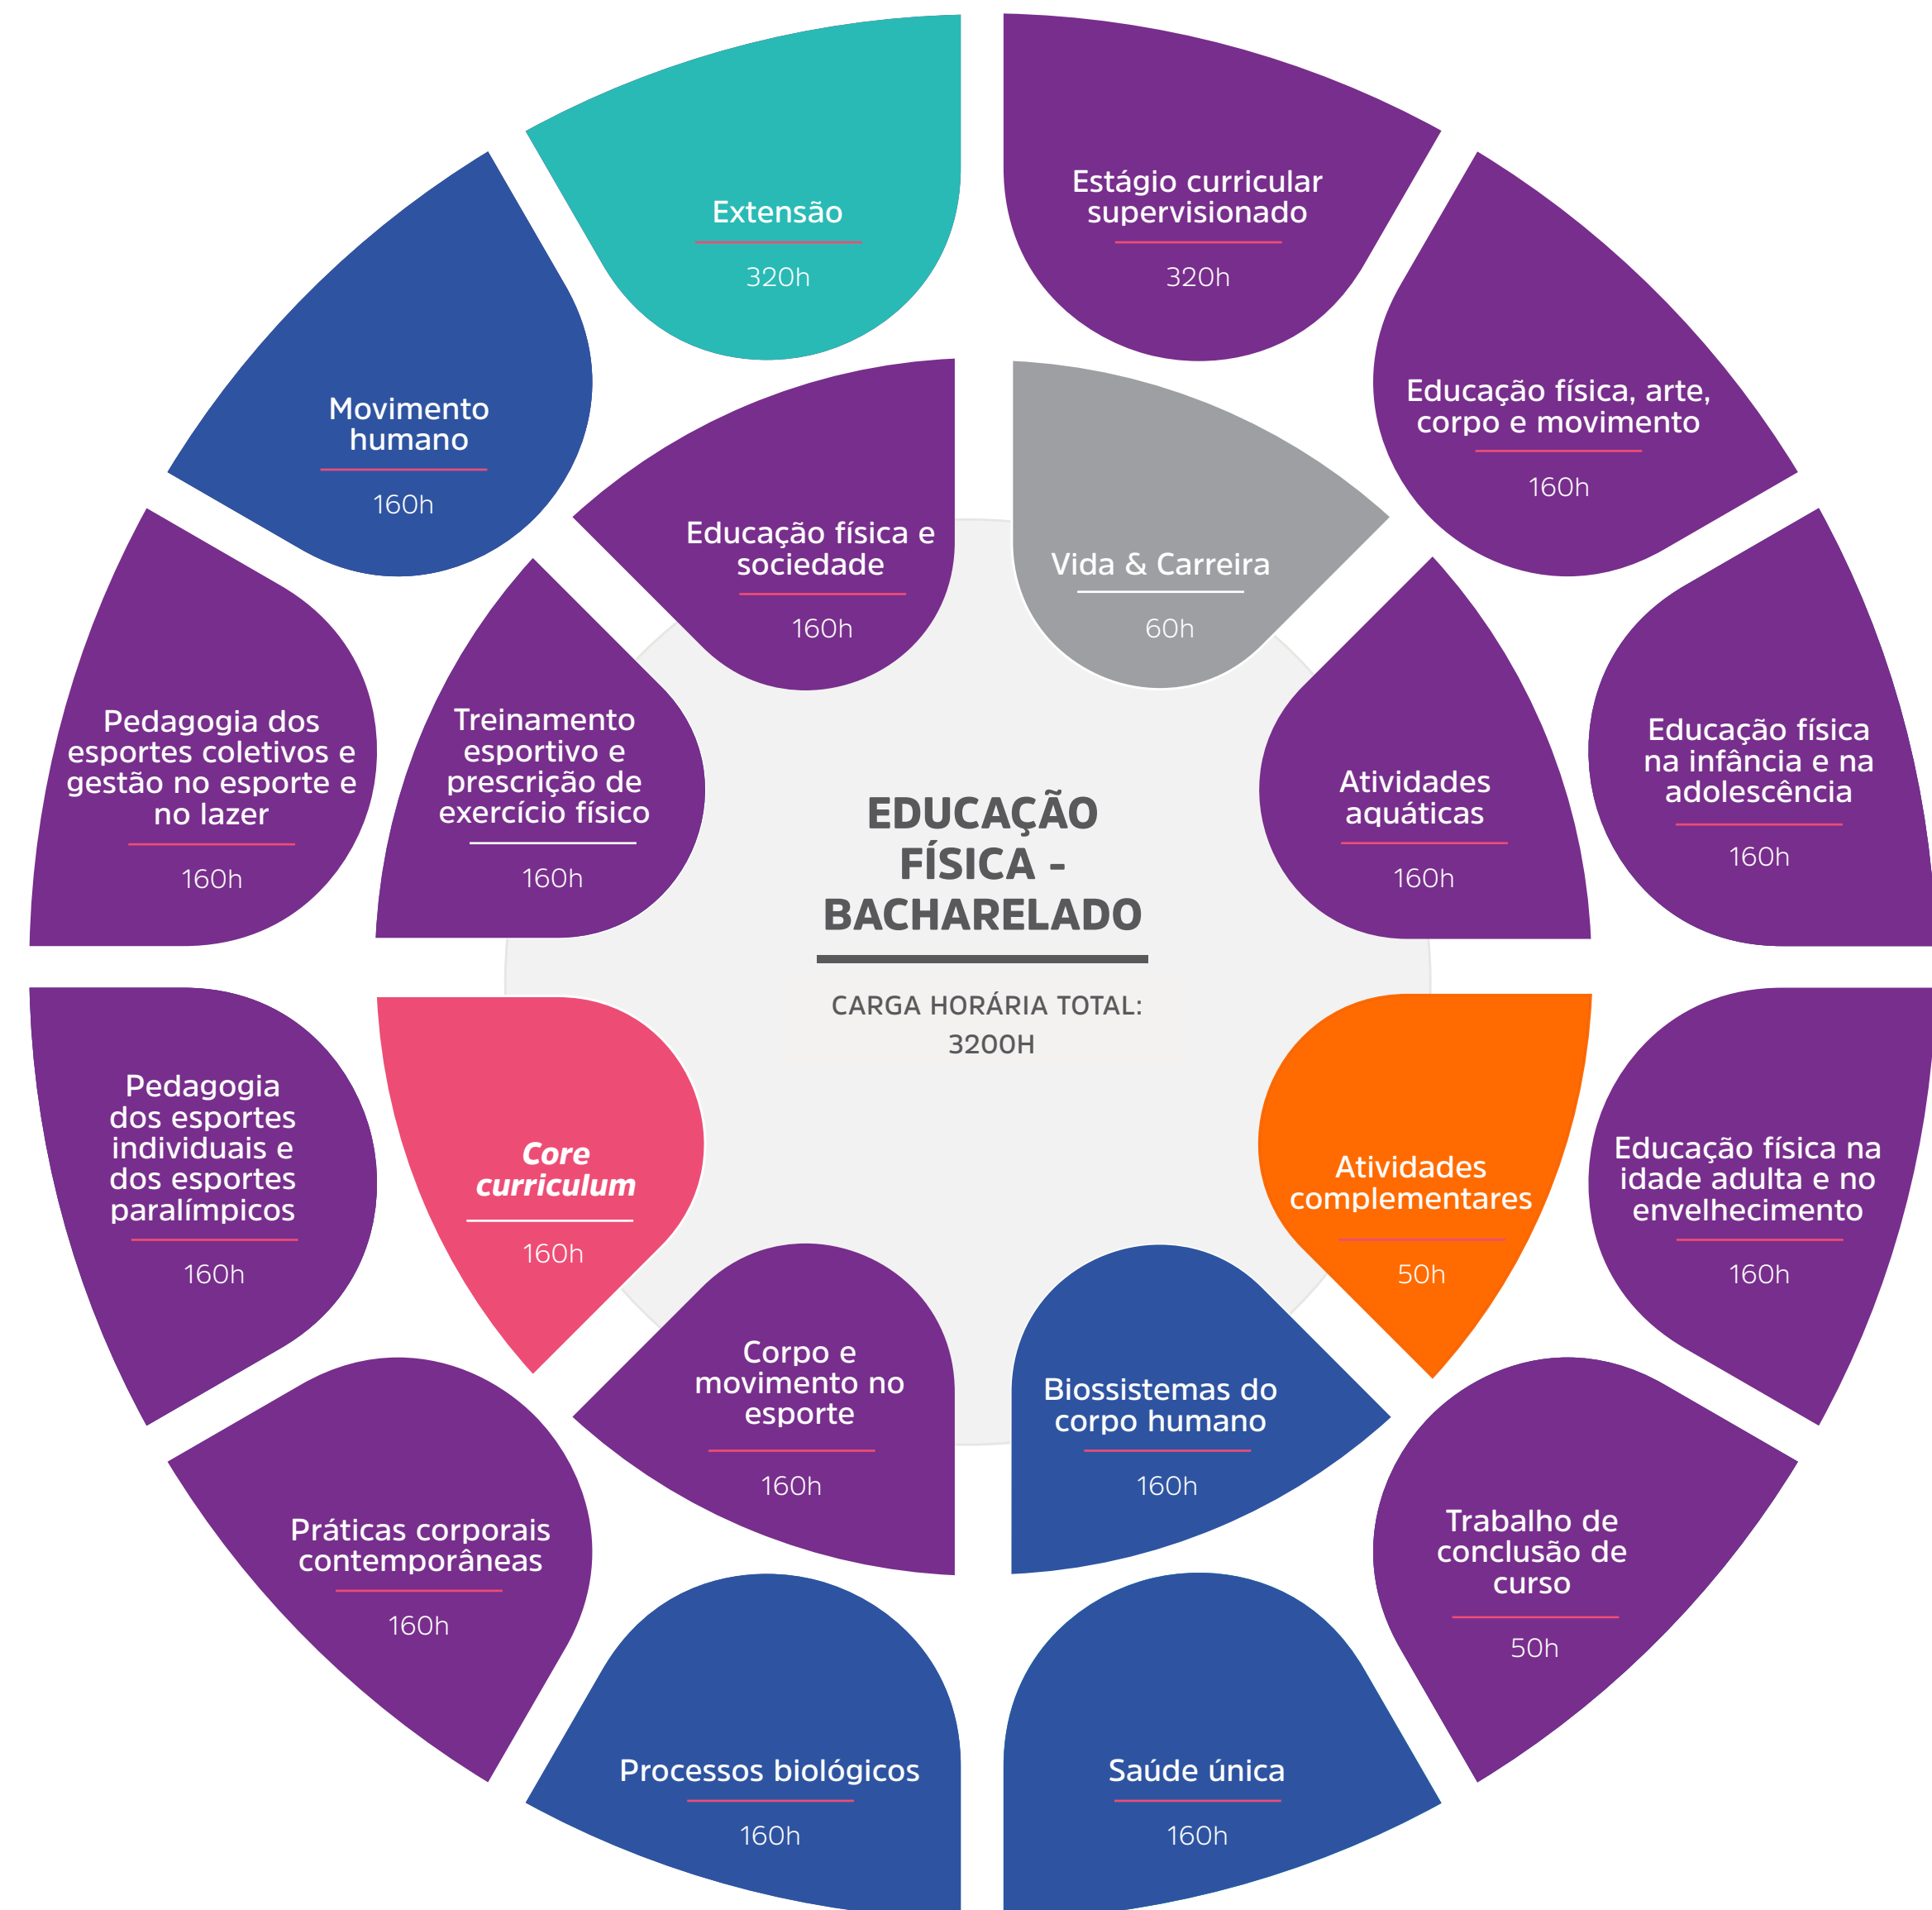 Extensão
320h
Estágio curricular
supervisionado
320h
Movimento
humano
160h
Educação física, arte,
corpo e movimento
160h
Educação física e
sociedade
160h
Vida & Carreira
60h
Pedagogia dos
esportes coletivos e
gestão no esporte e
no lazer
160h
Treinamento
esportivo e
prescrição de
exercício físico
160h
Atividades
aquáticas
160h
Educação física
na infância e na
adolescência
160h
EDUCAÇÃO
FÍSICA -
BACHARELADO
CARGA HORÁRIA TOTAL:
3200H
Pedagogia
dos esportes
individuais e
dos esportes
paralímpicos
160h
Core
curriculum
160h
Atividades
complementares
50h
Educação física na
idade adulta e no
envelhecimento
160h
Corpo e
movimento no
esporte
160h
Biossistemas do
corpo humano
160h
Práticas corporais
contemporâneas
160h
Trabalho de
conclusão de
curso
50h
Processos biológicos
160h
Saúde única
160h